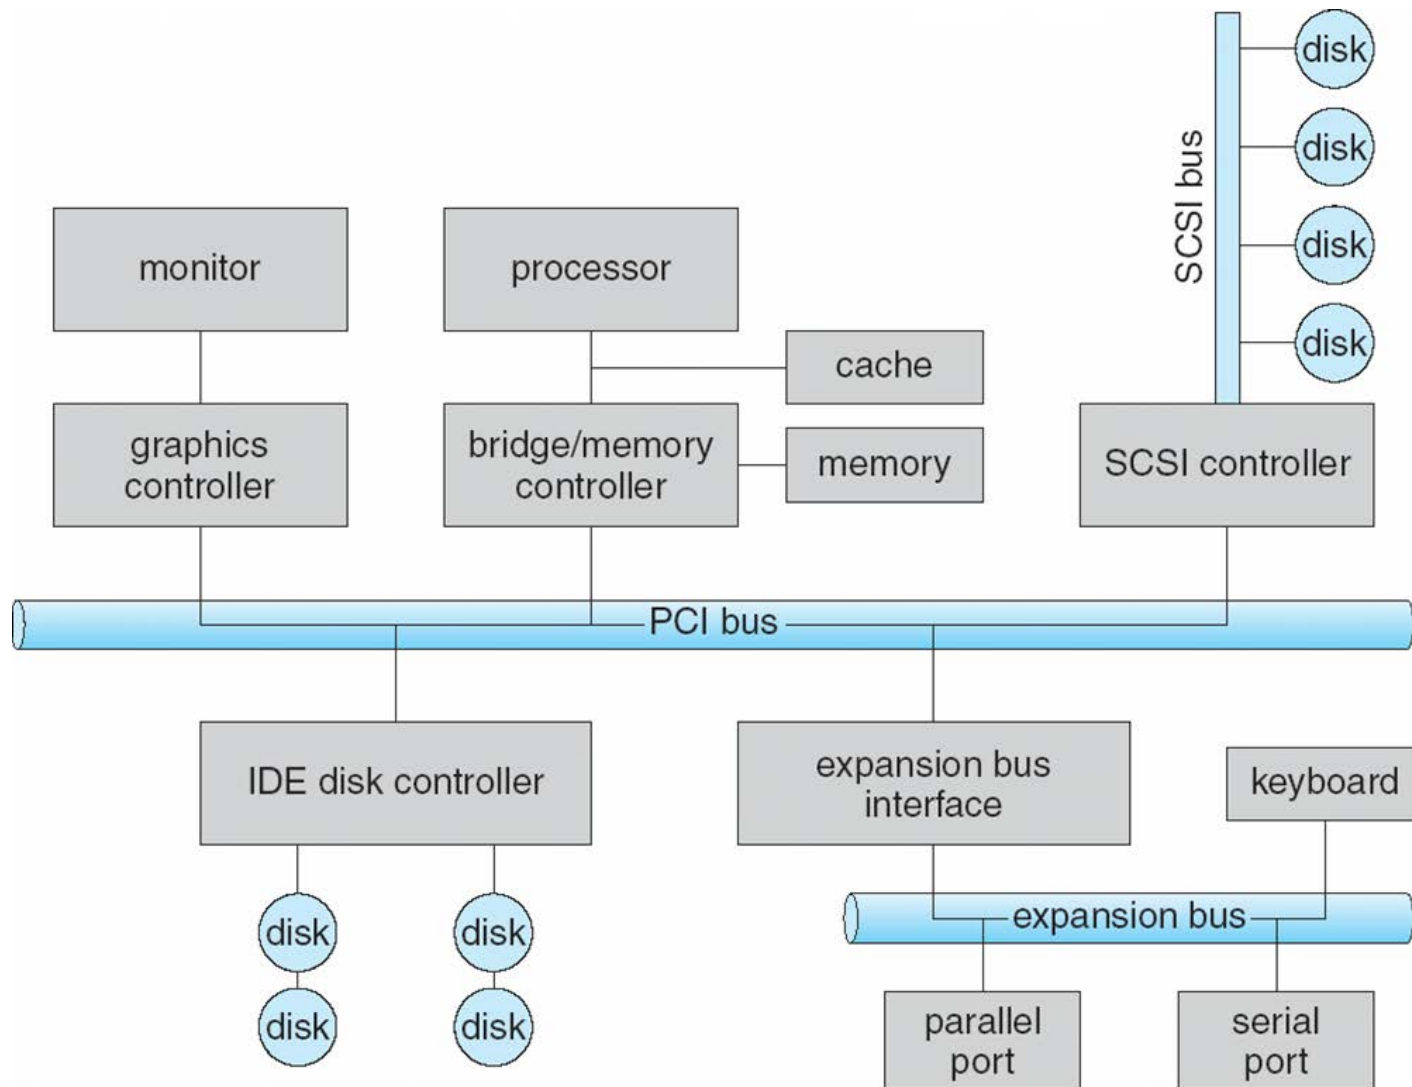 disk
disk
disk
disk
SCSI bus
monitor
processor
cache
graphics
controller
bridge/memory
controller
memory
SCSI controller
PCI bus
IDE disk controller
expansion bus
interface
keyboard
disk
disk
expansion bus
disk
disk
parallel
port
serial
port